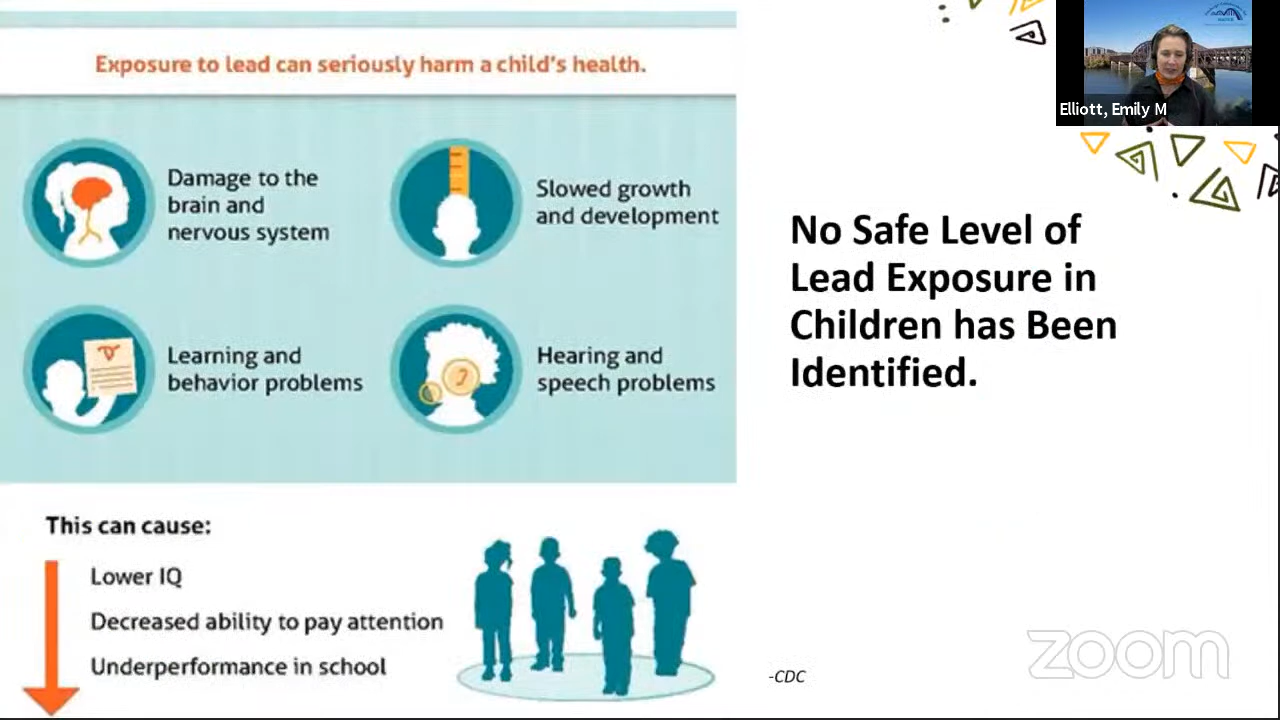 Exposure to lead can seriously harm a child's health.
Damage to the
brain and
nervous system
Slowed growth
and development
Learning and
behavior problems
Hearing and
speech problems
This can cause:
Lower IQ
Decreased ability to pay attention
Underperformance in school
No Safe Level of
Lead Exposure in
Children has Been
Identified.
-CDC
Elliott, Emily M
zoom